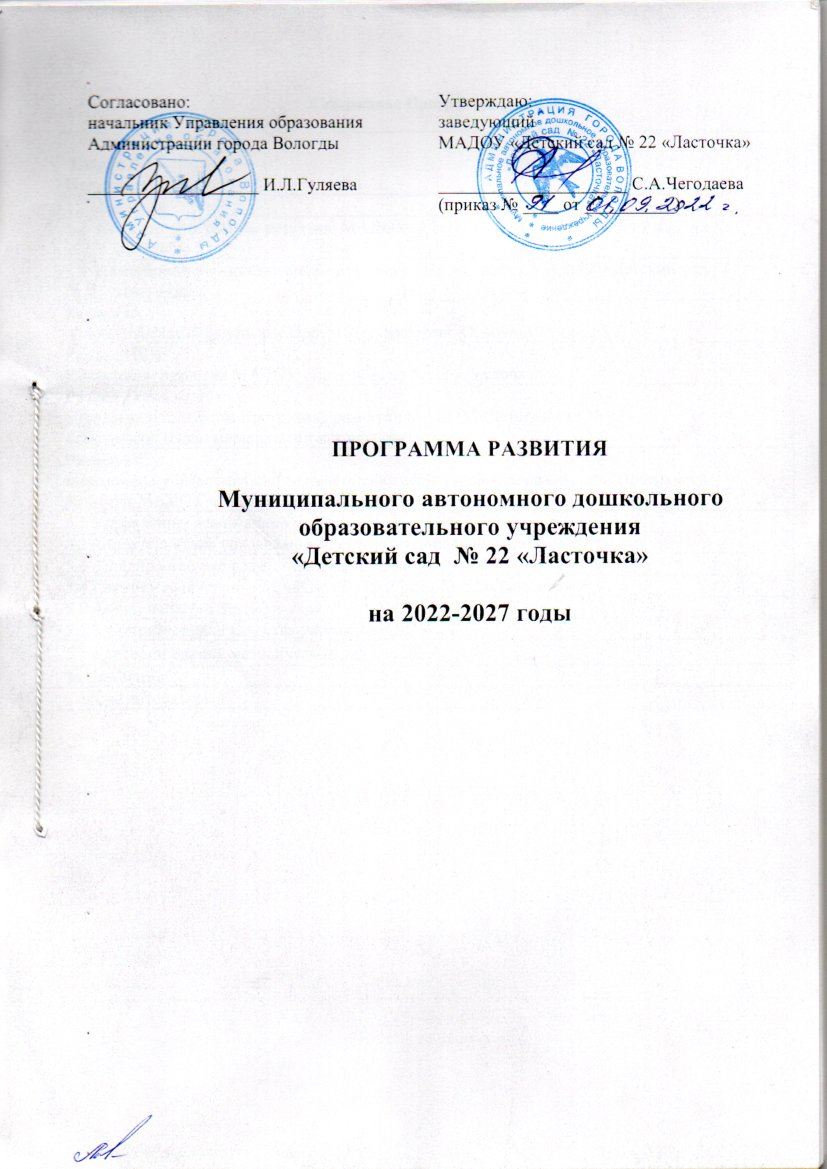 Согласовано:
начальник Управления образования
Администрации города Вологды
И.Л.Гуляева
Утверждаю:
заведующий
МАДОУ «Детский сад № 22 «Ласточка»
С.А.Чегодаева
(приказ № 91 от 01.09.2022 г.
ПРОГРАММА РАЗВИТИЯ
Муниципального автономного дошкольного
образовательного учреждения
«Детский сад № 22 «Ласточка»
на 2022-2027 годы